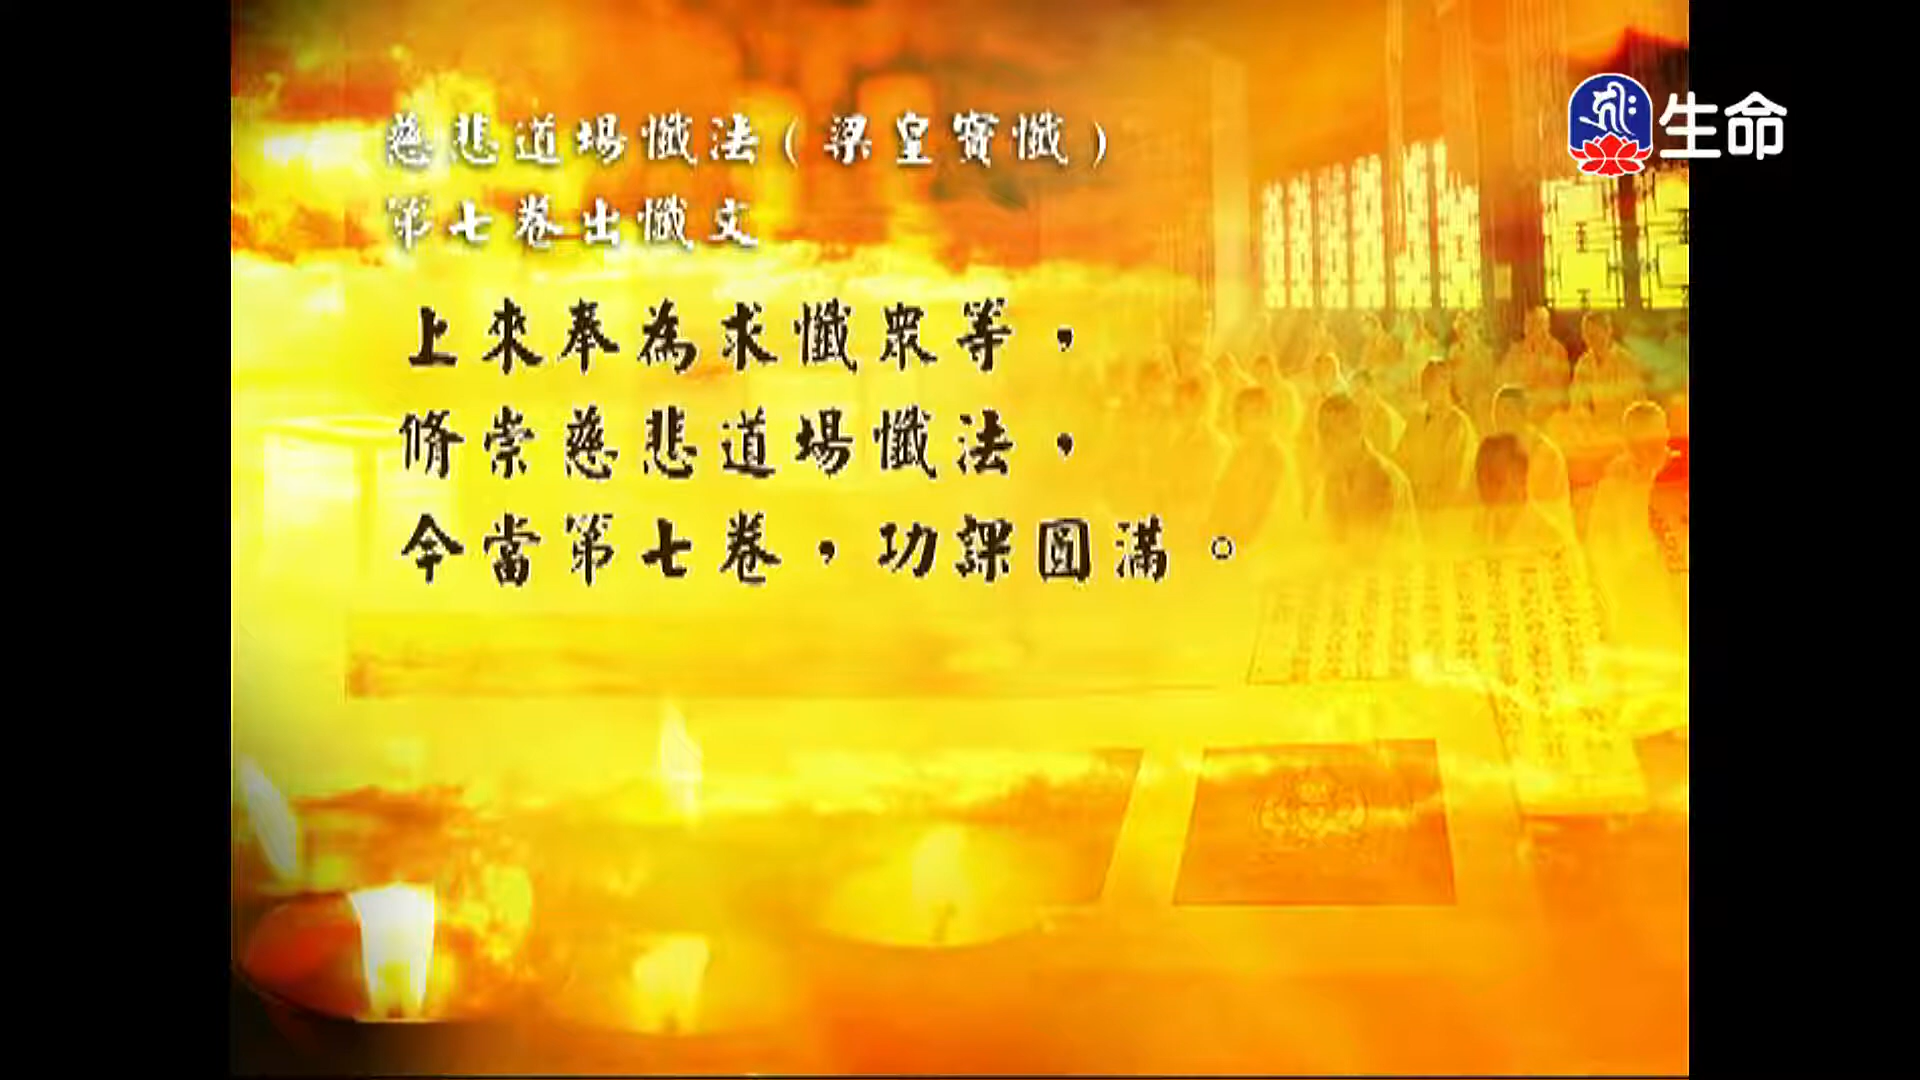 慈悲道場懺法（梁皇寶懺）
第七卷出懺文
生命
上來奉為求懺眾等，
脩崇慈悲道場懺法，
今當第七卷，功課圓滿。